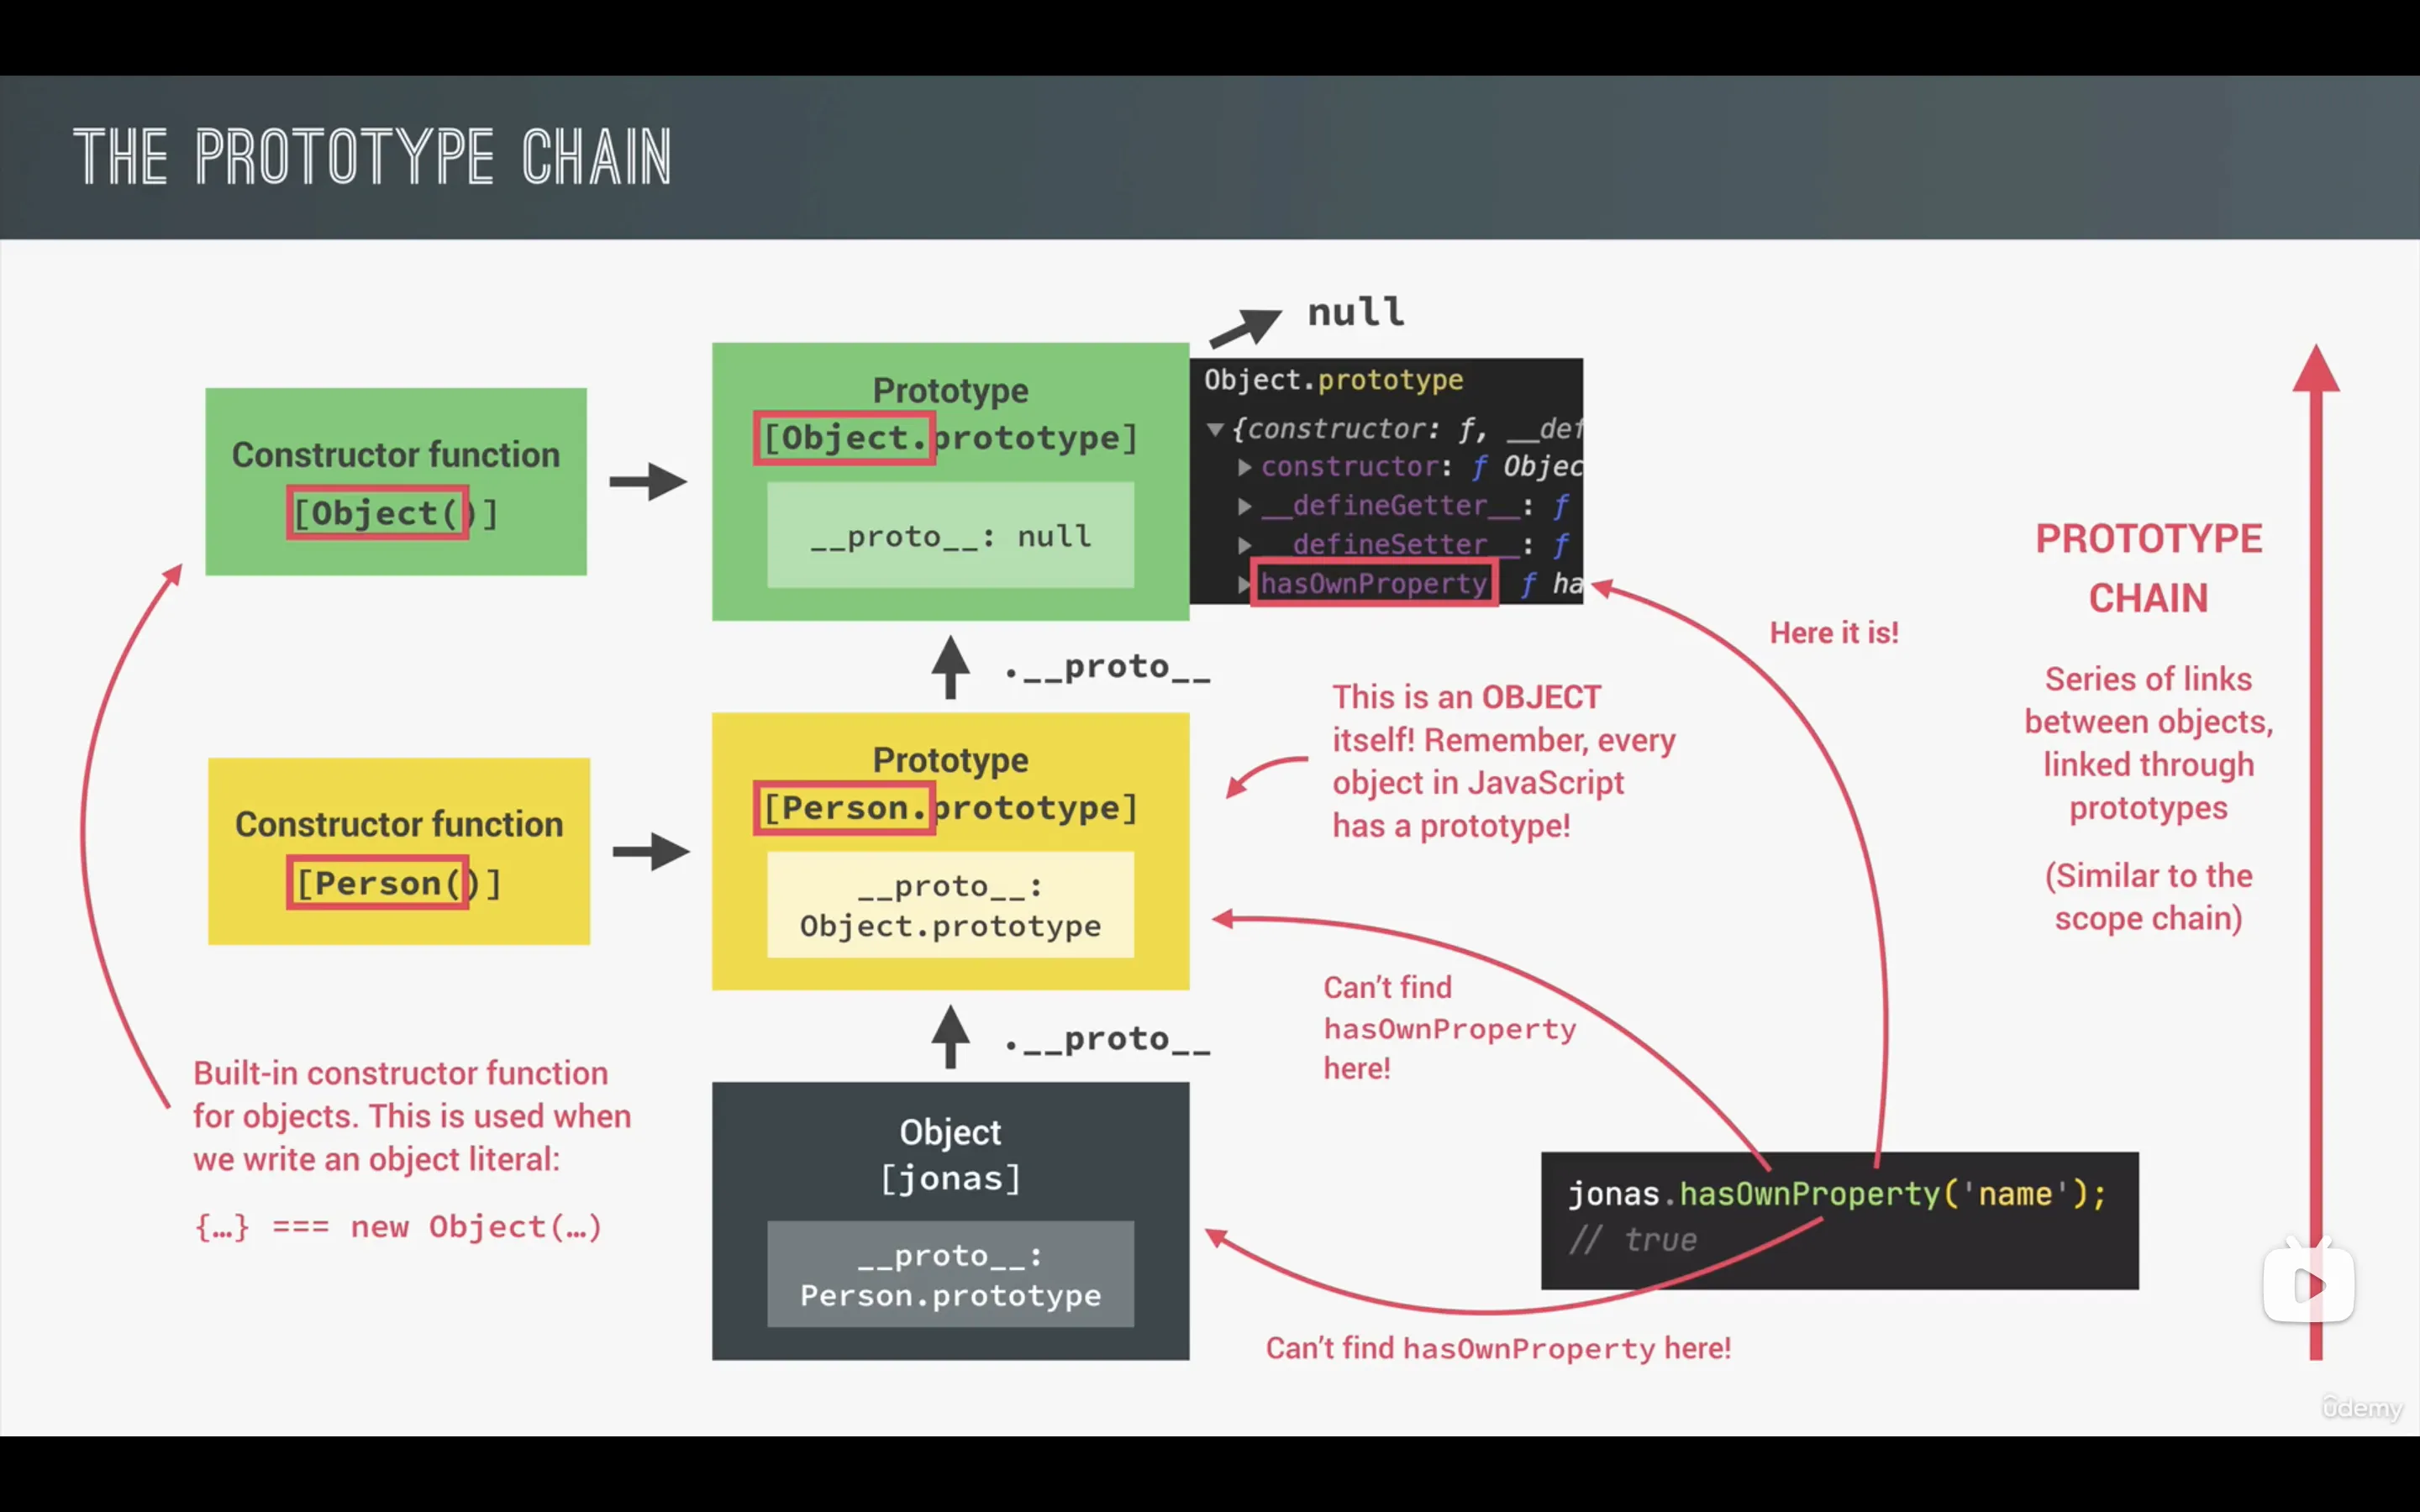 THE PROTOTYPE CHAIN
null
Constructor function
[Object()]
Prototype
[Object.prototype]
__proto__: null
Object.prototype
{constructor: ƒ, __def
constructor: ƒ Objec
__defineGetter__: ƒ
__defineSetter__: ƒ
hasOwnProperty ƒ ha
Here it is!
.__proto__
Constructor function
[Person()]
Prototype
[Person.prototype]
__proto__:
Object.prototype
This is an OBJECT
itself! Remember, every
object in JavaScript
has a prototype!
PROTOTYPE
CHAIN
Series of links
between objects,
linked through
prototypes
(Similar to the
scope chain)
Can't find
hasOwnProperty
here!
.__proto__
Built-in constructor function
for objects. This is used when
we write an object literal:
{…} === new Object(…)
Object
[jonas]
__proto__:
Person.prototype
jonas.hasOwnProperty('name');
// true
Can't find hasOwnProperty here!
ûdemy